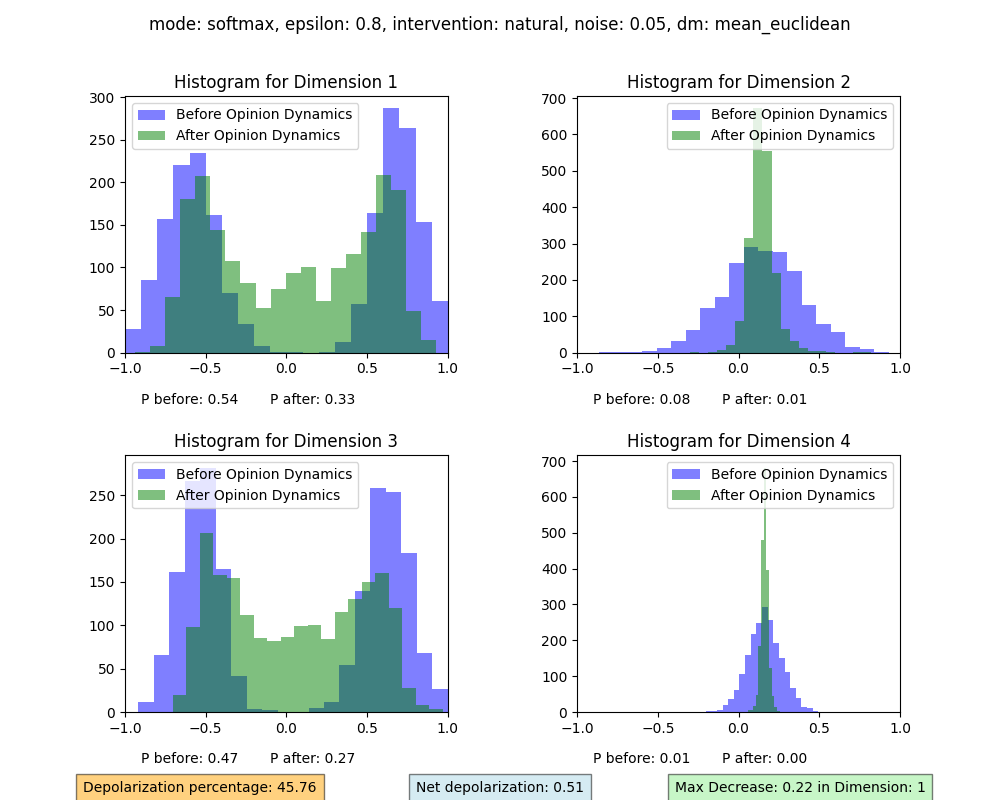 mode: softmax, epsilon: 0.8, intervention: natural, noise: 0.05, dm: mean_euclidean
Histogram for Dimension 1
Before Opinion Dynamics
After Opinion Dynamics
300
250
200
150
100
50
0
−1.0 −0.5 0.0 0.5 1.0
P before: 0.54 P after: 0.33
Histogram for Dimension 2
Before Opinion Dynamics
After Opinion Dynamics
700
600
500
400
300
200
100
0
−1.0 −0.5 0.0 0.5 1.0
P before: 0.08 P after: 0.01
Histogram for Dimension 3
Before Opinion Dynamics
After Opinion Dynamics
250
200
150
100
50
0
−1.0 −0.5 0.0 0.5 1.0
P before: 0.47 P after: 0.27
Histogram for Dimension 4
Before Opinion Dynamics
After Opinion Dynamics
700
600
500
400
300
200
100
0
−1.0 −0.5 0.0 0.5 1.0
P before: 0.01 P after: 0.00
Depolarization percentage: 45.76
Net depolarization: 0.51
Max Decrease: 0.22 in Dimension: 1